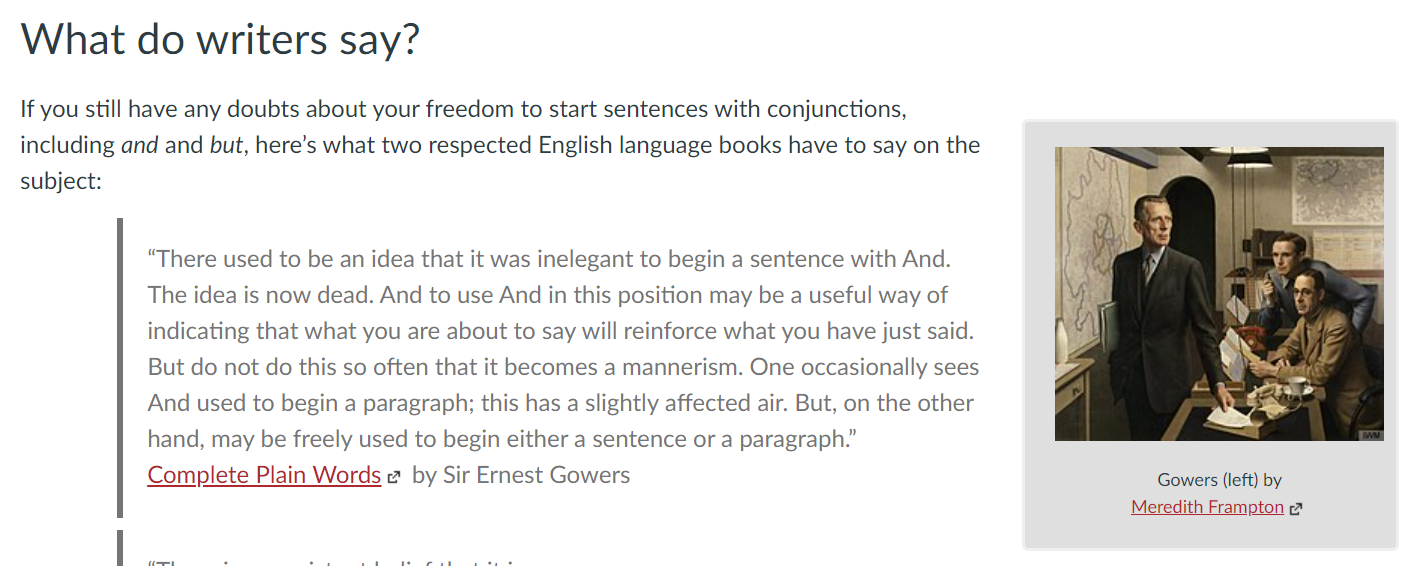 What do writers say?
If you still have any doubts about your freedom to start sentences with conjunctions,
including and and but, here’s what two respected English language books have to say on the
subject:
“There used to be an idea that it was inelegant to begin a sentence with And.
The idea is now dead. And to use And in this position may be a useful way of
indicating that what you are about to say will reinforce what you have just said.
But do not do this so often that it becomes a mannerism. One occasionally sees
And used to begin a paragraph; this has a slightly affected air. But, on the other
hand, may be freely used to begin either a sentence or a paragraph.”
Complete Plain Words by Sir Ernest Gowers
IWM
Gowers (left) by
Meredith Frampton